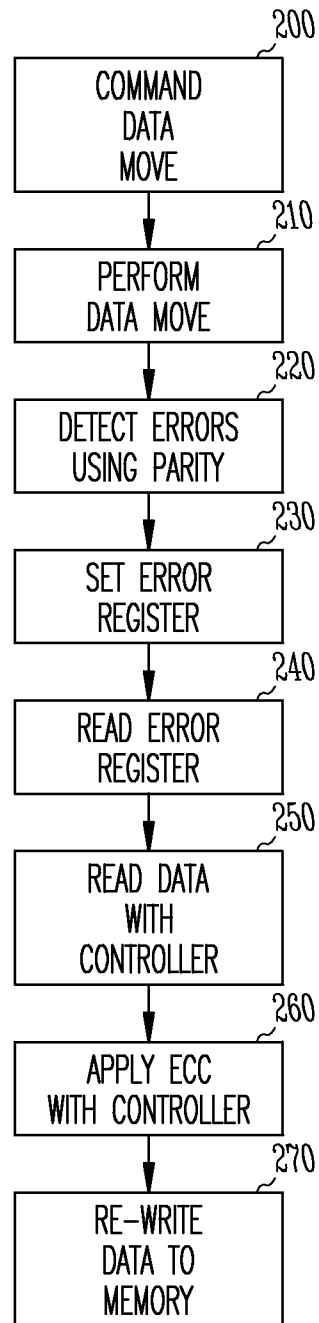 200
COMMAND
DATA
MOVE
210
PERFORM
DATA MOVE
220
DETECT ERRORS
USING PARITY
230
SET ERROR
REGISTER
240
READ ERROR
REGISTER
250
READ DATA
WITH
CONTROLLER
260
APPLY ECC
WITH CONTROLLER
270
RE-WRITE
DATA TO
MEMORY